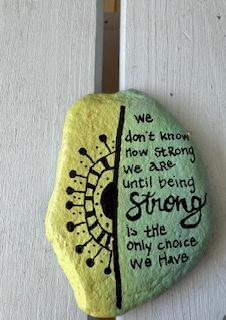 we
don't know
how strong
we are
until being
strong
is the
only choice
we have